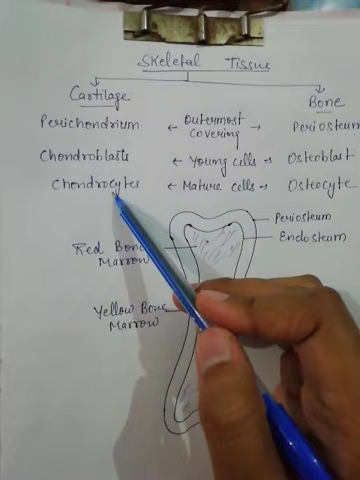 Skeletal Tissue
Cartilage
Bone
Perichondrium ← Outermost covering → Periosteum
Chondroblasts ← Young cells → Osteoblast
Chondrocytes ← Mature cells → Osteocyte
Periosteum
Endosteum
Red Bone
Marrow
Yellow Bone
Marrow